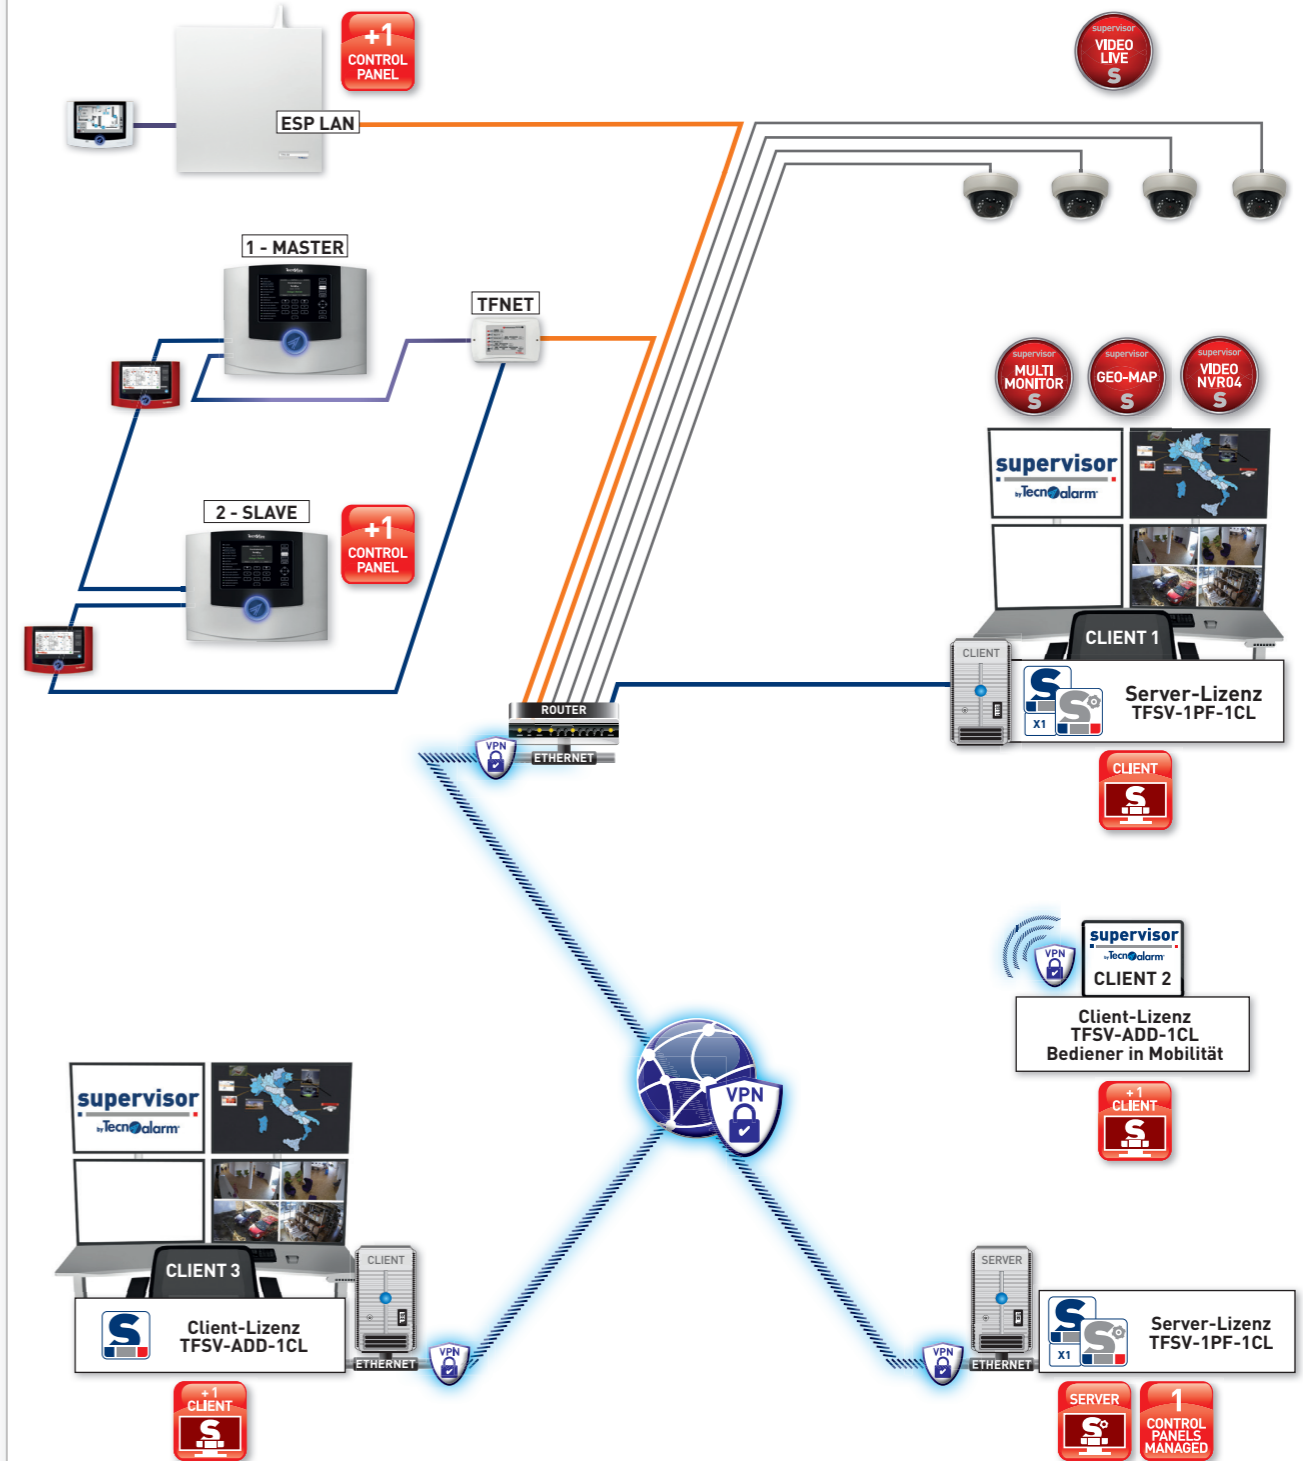 +1
CONTROL
PANEL
supervisor
VIDEO
LIVE
S
ESP LAN
1 - MASTER
TFNET
2 - SLAVE
+1
CONTROL
PANEL
supervisor
MULTI
MONITOR
S
supervisor
GEO-MAP
S
supervisor
VIDEO
NVR04
S
supervisor
by Tecnoalarm
CLIENT 1
CLIENT
S
X1
S
Server-Lizenz
TFSV-1PF-1CL
CLIENT
S
ROUTER
VPN
ETHERNET
VPN
supervisor
by Tecnoalarm
CLIENT 2
Client-Lizenz
TFSV-ADD-1CL
Bediener in Mobilität
+1
CLIENT
S
VPN
supervisor
by Tecnoalarm
CLIENT 3
CLIENT
S
Client-Lizenz
TFSV-ADD-1CL
ETHERNET
VPN
+1
CLIENT
S
SERVER
VPN
ETHERNET
S
X1
S
Server-Lizenz
TFSV-1PF-1CL
SERVER
S
1
CONTROL
PANELS
MANAGED